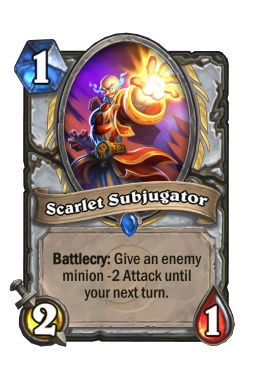 1
Scarlet Subjugator
Battlecry: Give an enemy
minion -2 Attack until
your next turn.
2
1